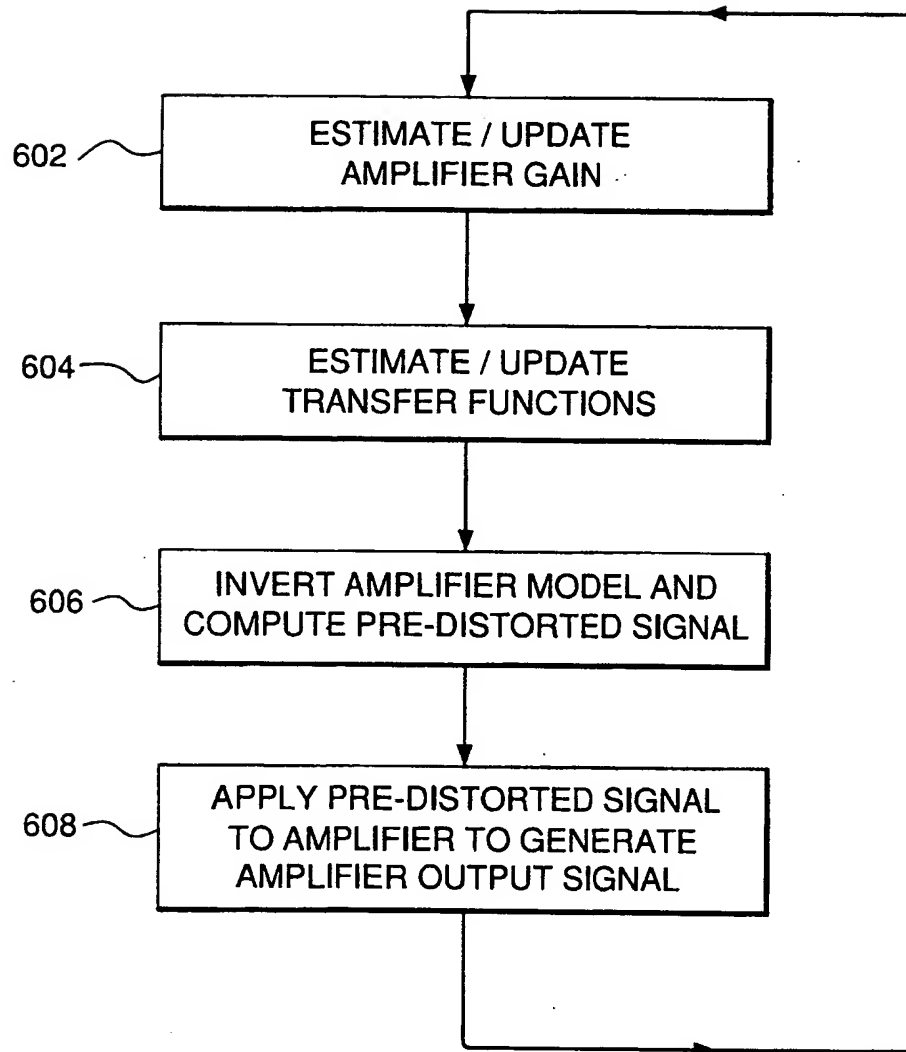 602
ESTIMATE / UPDATE
AMPLIFIER GAIN
604
ESTIMATE / UPDATE
TRANSFER FUNCTIONS
606
INVERT AMPLIFIER MODEL AND
COMPUTE PRE-DISTORTED SIGNAL
608
APPLY PRE-DISTORTED SIGNAL
TO AMPLIFIER TO GENERATE
AMPLIFIER OUTPUT SIGNAL